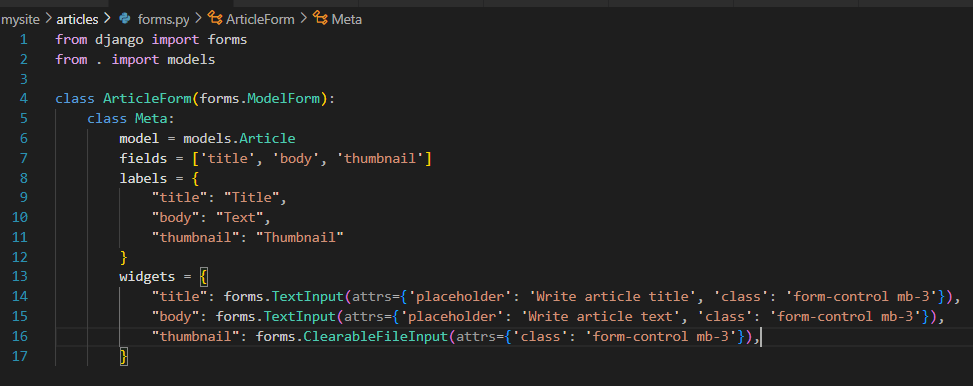 mysite > articles > forms.py > ArticleForm > Meta
1 from django import forms
2 from . import models
3
4 class ArticleForm(forms.ModelForm):
5     class Meta:
6         model = models.Article
7         fields = ['title', 'body', 'thumbnail']
8         labels = {
9             "title": "Title",
10             "body": "Text",
11             "thumbnail": "Thumbnail"
12         }
13         widgets = {
14             "title": forms.TextInput(attrs={'placeholder': 'Write article title', 'class': 'form-control mb-3'}),
15             "body": forms.TextInput(attrs={'placeholder': 'Write article text', 'class': 'form-control mb-3'}),
16             "thumbnail": forms.ClearableFileInput(attrs={'class': 'form-control mb-3'}),
17         }